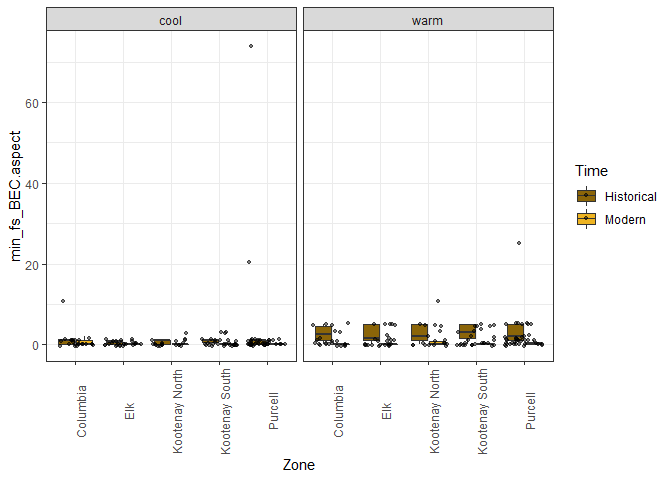 cool
warm
60
40
20
0
min_fs_BEC.aspect
Columbia
Elk
Kootenay North
Kootenay South
Purcell
Columbia
Elk
Kootenay North
Kootenay South
Purcell
Zone
Time
Historical
Modern